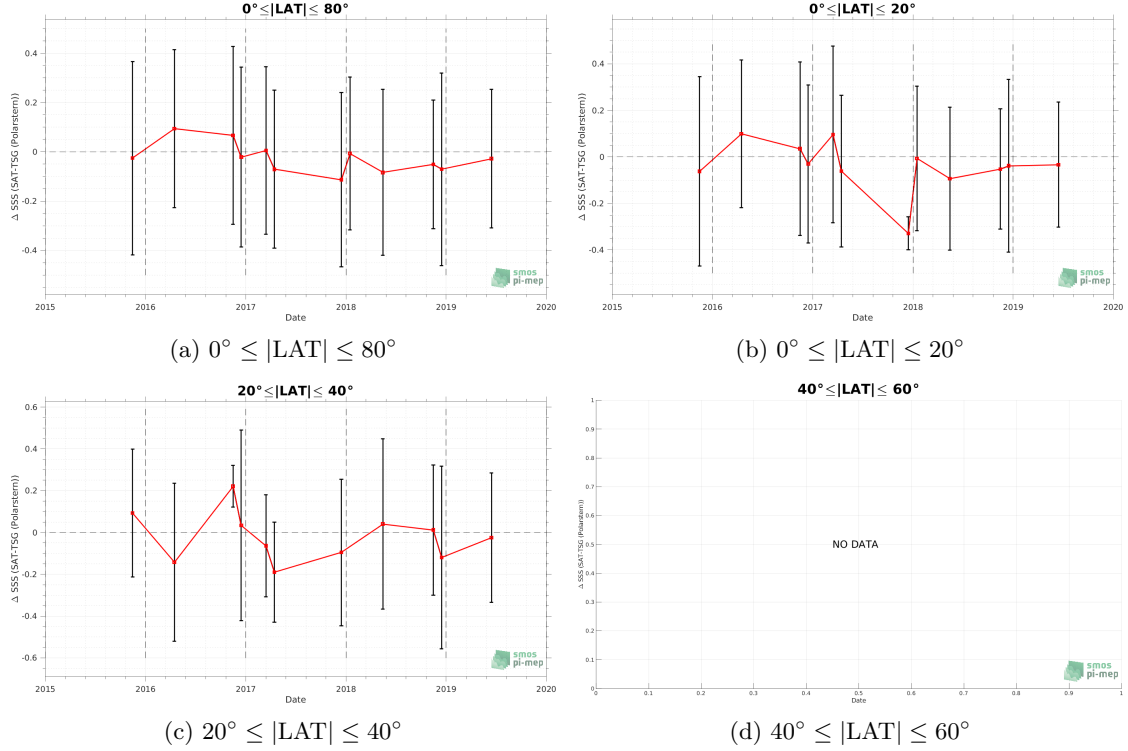 0°≤|LAT|≤ 80°
Δ SSS (SAT-TSG (Polarstern))
0.4
0.2
0
-0.2
-0.4
2015 2016 2017 2018 2019 2020
Date
smos
pi-mep
(a) 0° ≤ |LAT| ≤ 80°
0°≤|LAT|≤ 20°
Δ SSS (SAT-TSG (Polarstern))
0.4
0.2
0
-0.2
-0.4
2015 2016 2017 2018 2019 2020
Date
smos
pi-mep
(b) 0° ≤ |LAT| ≤ 20°
20°≤|LAT|≤ 40°
Δ SSS (SAT-TSG (Polarstern))
0.6
0.4
0.2
0
-0.2
-0.4
-0.6
2015 2016 2017 2018 2019 2020
Date
smos
pi-mep
(c) 20° ≤ |LAT| ≤ 40°
40°≤|LAT|≤ 60°
Δ SSS (SAT-TSG (Polarstern))
1
0.9
0.8
0.7
0.6
0.5
0.4
0.3
0.2
0.1
0
NO DATA
0 0.1 0.2 0.3 0.4 0.5 0.6 0.7 0.8 0.9 1
Date
smos
pi-mep
(d) 40° ≤ |LAT| ≤ 60°